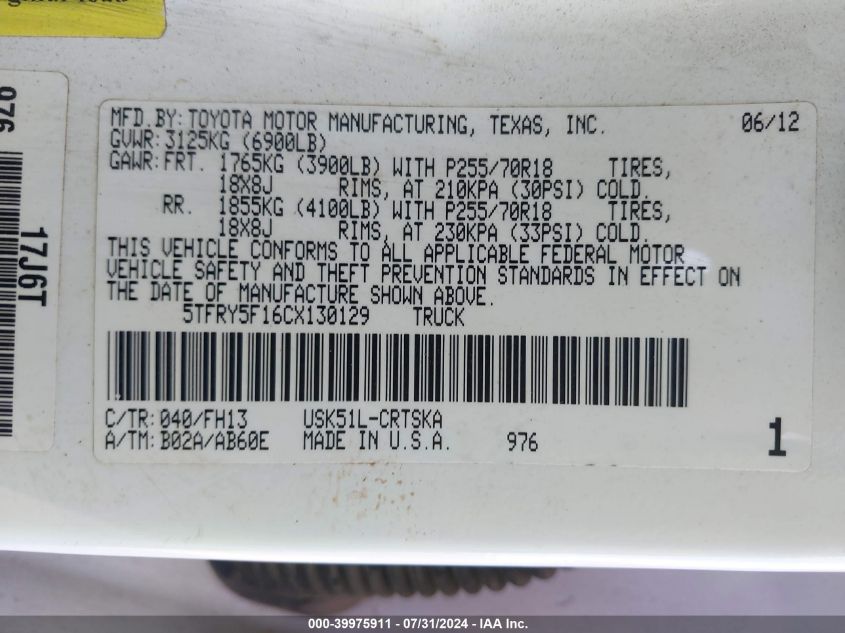 MFD.BY: TOYOTA MOTOR MANUFACTURING, TEXAS, INC. 06/12
GVWR: 3125KG (6900LB)
GAWR: FRT. 1765KG (3900LB) WITH P255/70R18 TIRES,
18X8J RIMS, AT 210KPA (30PSI) COLD.
RR. 1855KG (4100LB) WITH P255/70R18 TIRES,
18X8J RIMS, AT 230KPA (33PSI) COLD.
THIS VEHICLE CONFORMS TO ALL APPLICABLE FEDERAL MOTOR
VEHICLE SAFETY AND THEFT PREVENTION STANDARDS IN EFFECT ON
THE DATE OF MANUFACTURE SHOWN ABOVE.
5TFRY5F16CX130129 TRUCK
C/TR: 040/FH13 USK51L-CRTSKA
A/TM: B02A/AB60E MADE IN U.S.A. 976 1
976
17J6T
000-39975911 - 07/31/2024 - IAA Inc.